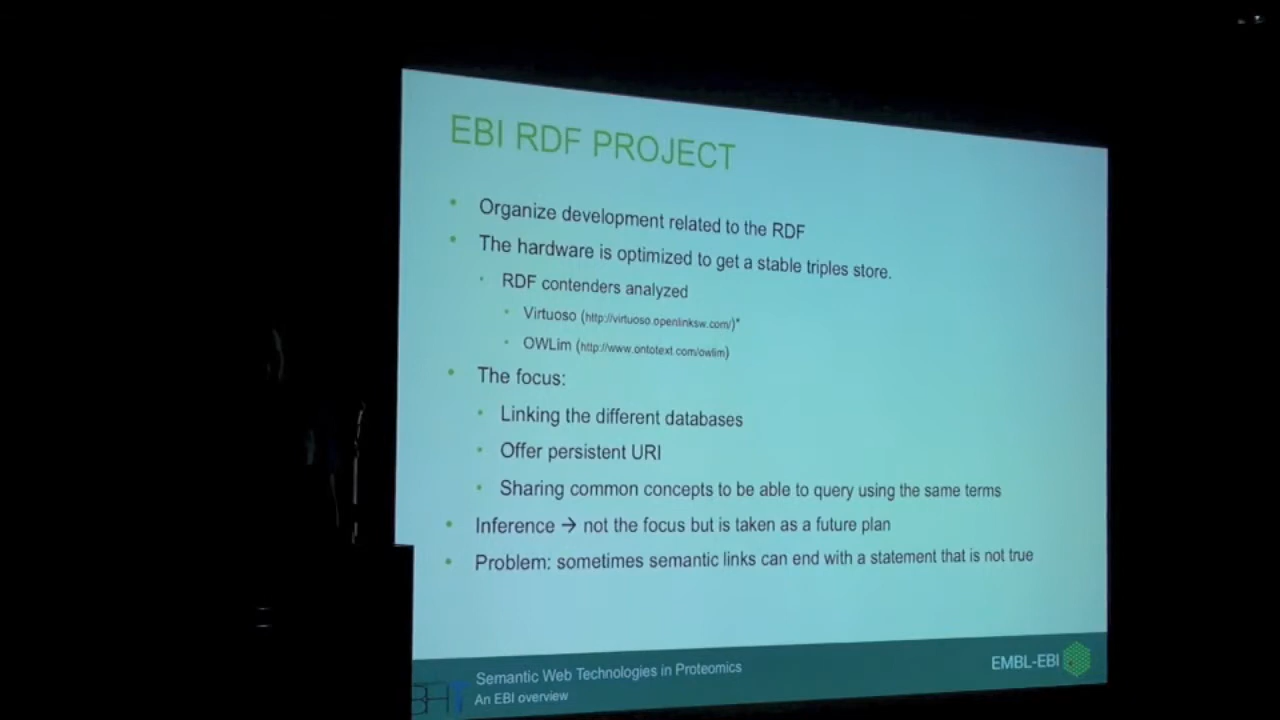 EBI RDF PROJECT
• Organize development related to the RDF
• The hardware is optimized to get a stable triples store.
• RDF contenders analyzed
• Virtuoso (http://virtuoso.openlinksw.com/)*
• OWLim (http://www.ontotext.com/owlim)
• The focus:
• Linking the different databases
• Offer persistent URI
• Sharing common concepts to be able to query using the same terms
• Inference → not the focus but is taken as a future plan
• Problem: sometimes semantic links can end with a statement that is not true
Semantic Web Technologies in Proteomics
An EBI overview
EMBL-EBI